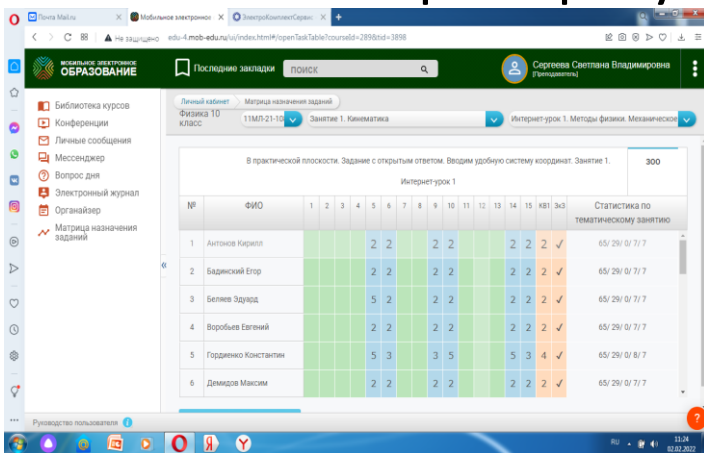 Почта Mail.ru
Мобильное электронное
ЭлектроКомплектСервис
Не защищено
edu-4.mob-edu.ru/ui/index.html#/openTaskTable?courseId=289&tid=3898
МОБИЛЬНОЕ ЭЛЕКТРОННОЕ
ОБРАЗОВАНИЕ
Последние закладки
ПОИСК
Сергеева Светлана Владимировна
[Преподаватель]
Библиотека курсов
Конференции
Личные сообщения
Мессенджер
Вопрос дня
Электронный журнал
Органайзер
Матрица назначения
заданий
Личный кабинет
Матрица назначения заданий
Физика 10
класс
11МЛ-21-10
Занятие 1. Кинематика
Интернет-урок 1. Методы физики. Механическое
В практической плоскости. Задание с открытым ответом. Вводим удобную систему координат. Занятие 1.
Интернет-урок 1
300
№ ФИО 1 2 3 4 5 6 7 8 9 10 11 12 13 14 15 КВ1 ЭкЗ Статистика по
тематическому занятию
1 Антонов Кирилл 2 2 2 2 2 2 2 ✓ 65/ 29/ 0/ 7/ 7
2 Бадинский Егор 2 2 2 2 2 2 2 ✓ 65/ 29/ 0/ 7/ 7
3 Беляев Эдуард 5 2 2 2 2 2 2 ✓ 65/ 29/ 0/ 7/ 7
4 Воробьев Евгений 2 2 2 2 2 2 2 ✓ 65/ 29/ 0/ 7/ 7
5 Гордиенко Константин 5 3 3 5 5 3 4 ✓ 65/ 29/ 0/ 8/ 7
6 Демидов Максим 2 2 2 2 2 2 2 ✓ 65/ 29/ 0/ 7/ 7
Руководство пользователя
RU
11:24
02.02.2022